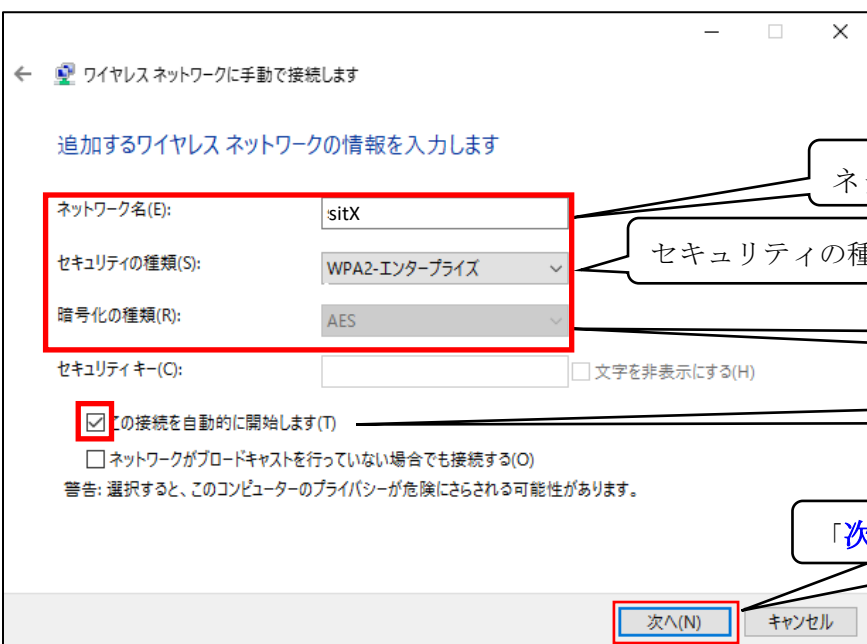 ワイヤレス ネットワークに手動で接続します
追加するワイヤレス ネットワークの情報を入力します
ネットワーク名(E):
sitX
ネ
セキュリティの種類(S):
WPA2-エンタープライズ
セキュリティの種
暗号化の種類(R):
AES
セキュリティ キー(C):
文字を非表示にする(H)
この接続を自動的に開始します(T)
ネットワークがブロードキャストを行っていない場合でも接続する(O)
警告: 選択すると、このコンピューターのプライバシーが危険にさらされる可能性があります。
「次
次へ(N)
キャンセル